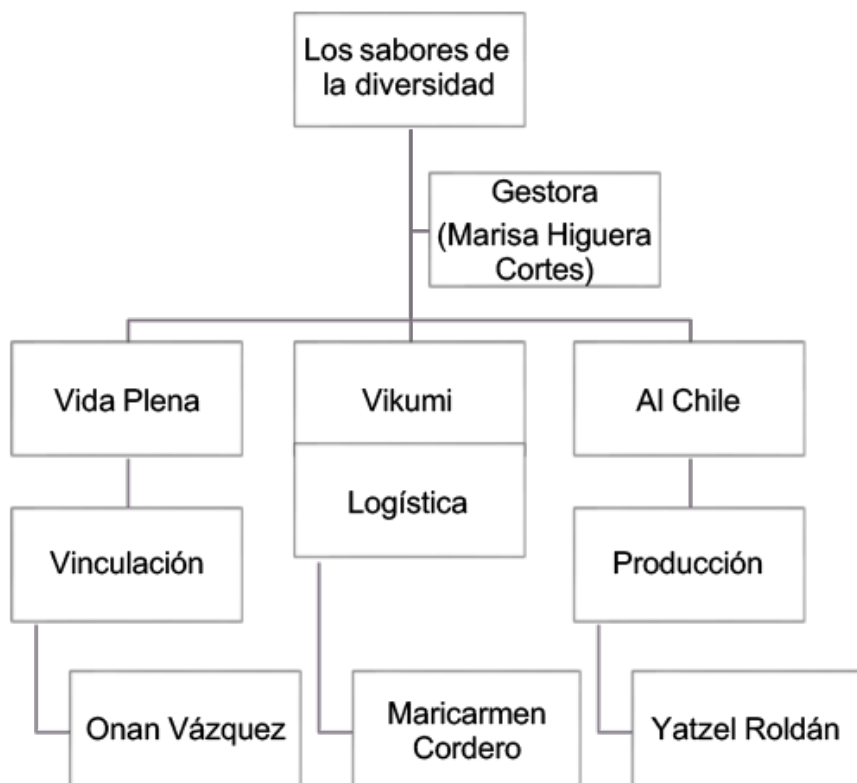 Los sabores de
la diversidad
Gestora
(Marisa Higuera
Cortes)
Vida Plena
Vikumi
Al Chile
Vinculación
Logística
Producción
Onan Vázquez
Maricarmen
Cordero
Yatzel Roldán